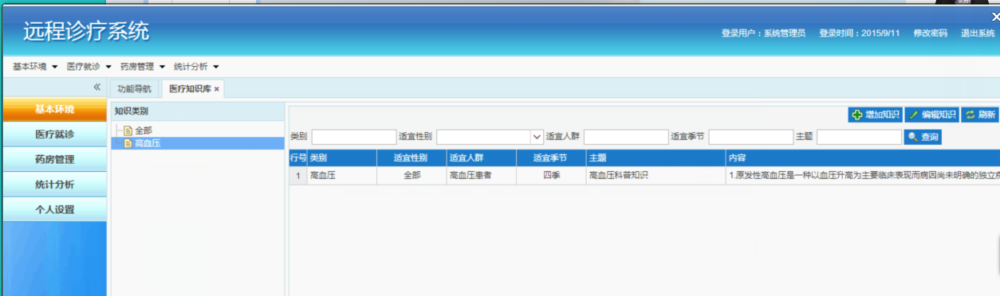 远程诊疗系统
登录用户：系统管理员 登录时间：2015/9/11 修改密码 退出系统
基本环境 医疗就诊 药房管理 统计分析
功能导航 医疗知识库
基本环境
医疗就诊
药房管理
统计分析
个人设置
知识类别
全部
高血压
增加知识 编辑知识 刷新
类别 适宜性别 适宜人群 适宜季节 主题 查询
行号 类别 适宜性别 适宜人群 适宜季节 主题 内容
1 高血压 全部 高血压患者 四季 高血压科普知识 1.原发性高血压是一种以血压升高为主要临床表现而病因尚未明确的独立